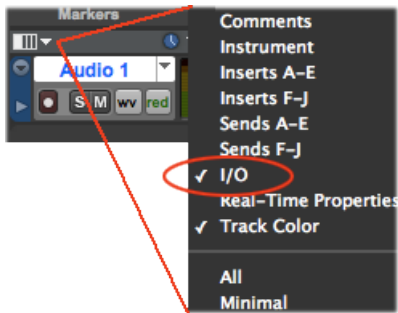 Markers
Audio 1
S M wv red
Comments
Instrument
Inserts A–E
Inserts F–J
Sends A–E
Sends F–J
✓ I/O
Real-Time Properties
✓ Track Color
All
Minimal